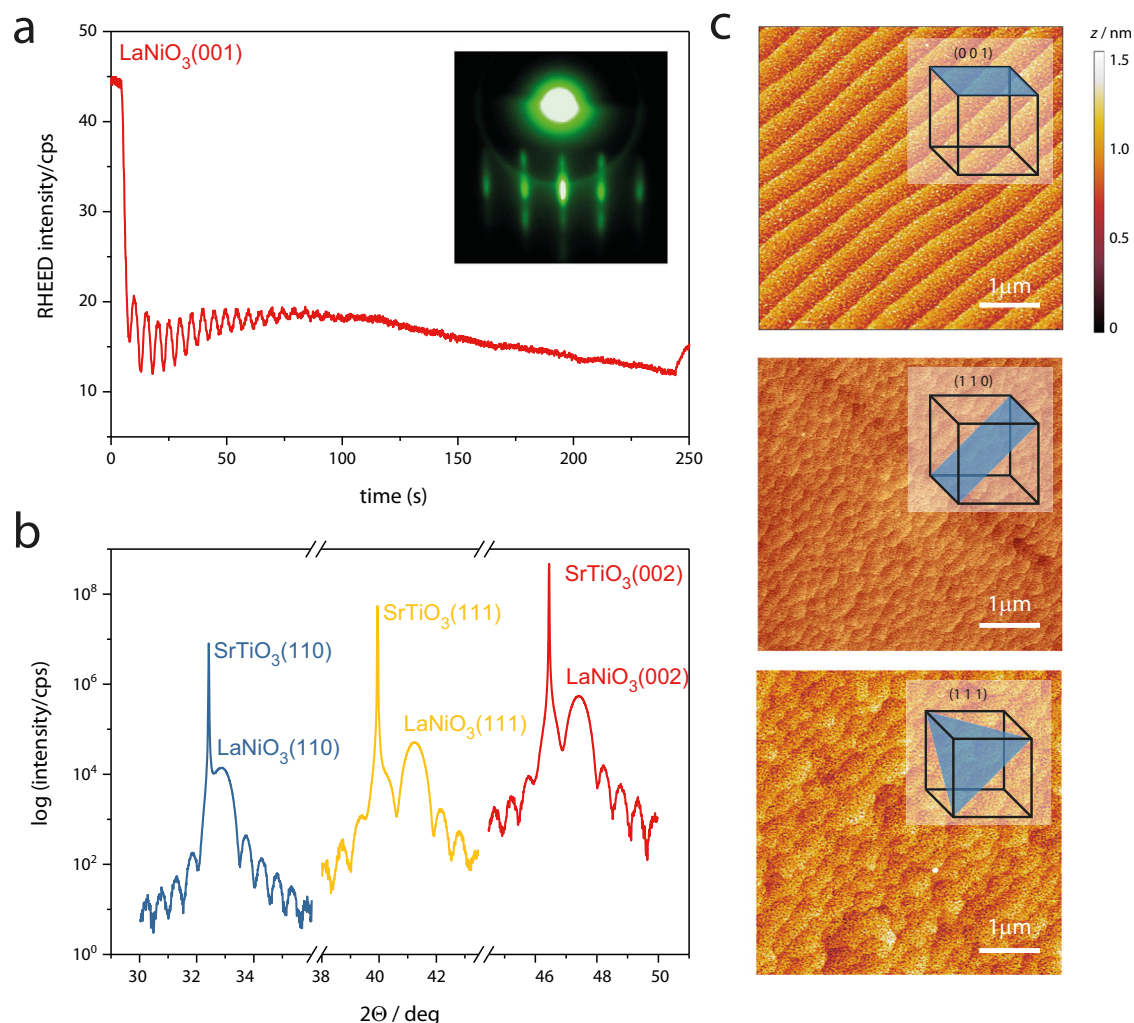 a
LaNiO3(001)
50
40
30
20
10
RHEED intensity/cps
0
50
100
150
200
250
time (s)
b
SrTiO3(110)
LaNiO3(110)
SrTiO3(111)
LaNiO3(111)
SrTiO3(002)
LaNiO3(002)
10^8
10^6
10^4
10^2
10^0
log (intensity/cps)
30
32
34
36
38
40
42
44
46
48
50
2Θ / deg
c
(0 0 1)
1μm
z / nm
1.5
1.0
0.5
0
(1 1 0)
1μm
(1 1 1)
1μm